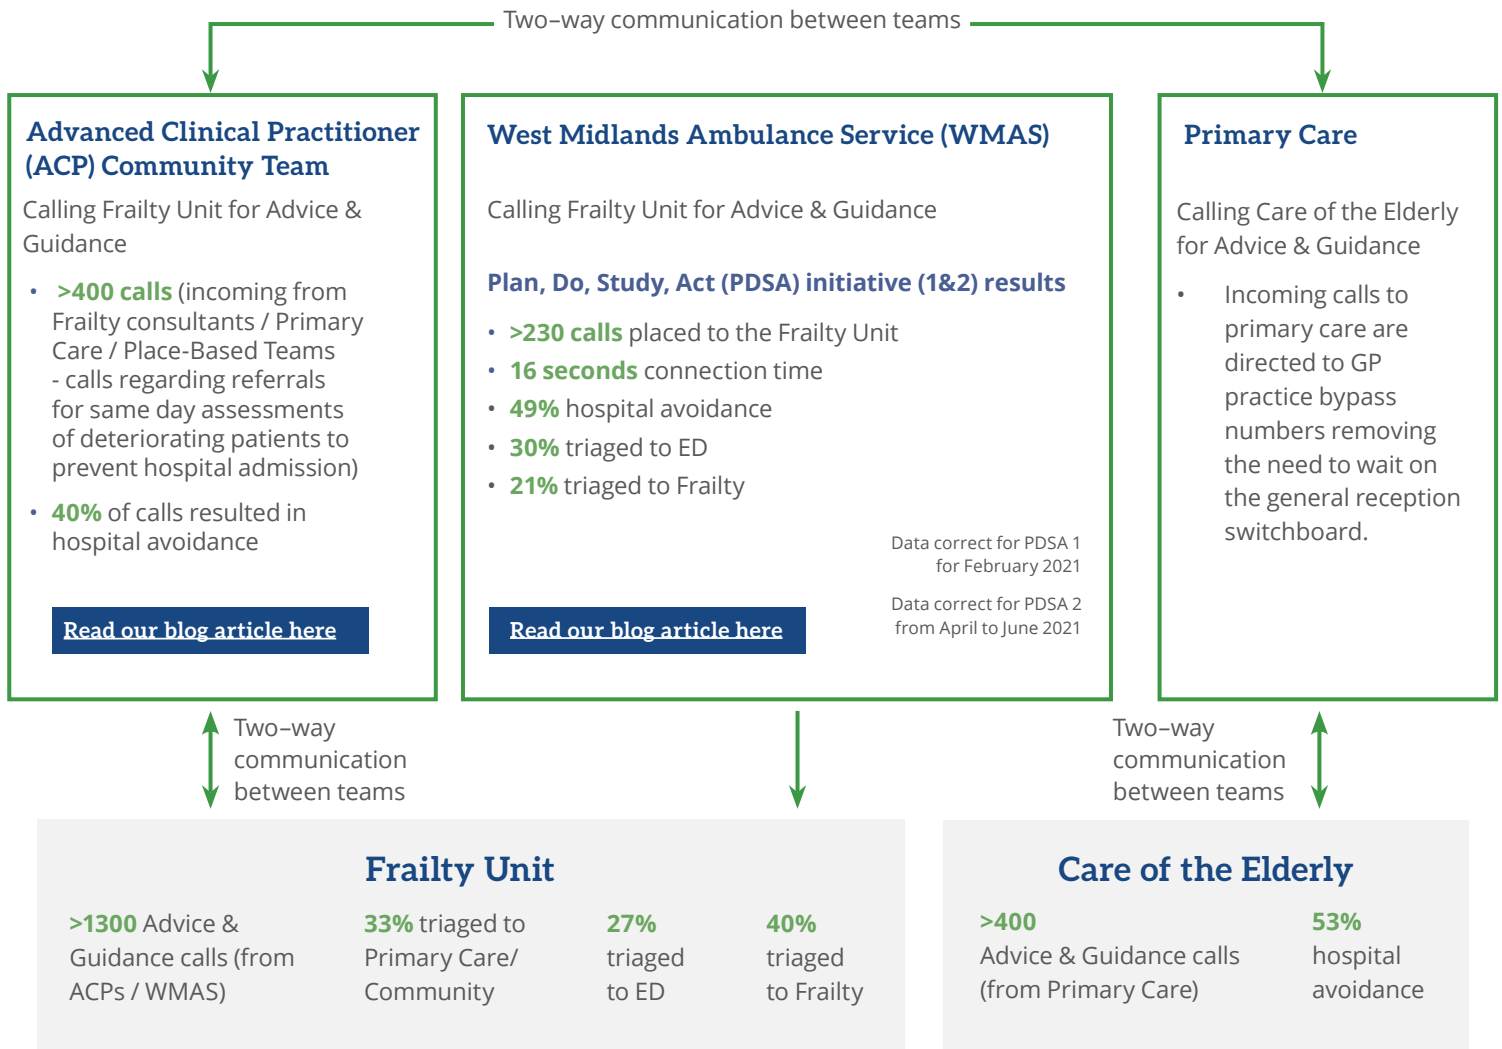 Two–way communication between teams
Advanced Clinical Practitioner
(ACP) Community Team
Calling Frailty Unit for Advice &
Guidance
• >400 calls (incoming from
Frailty consultants / Primary
Care / Place-Based Teams
- calls regarding referrals
for same day assessments
of deteriorating patients to
prevent hospital admission)
• 40% of calls resulted in
hospital avoidance
Read our blog article here
West Midlands Ambulance Service (WMAS)
Calling Frailty Unit for Advice & Guidance
Plan, Do, Study, Act (PDSA) initiative (1&2) results
• >230 calls placed to the Frailty Unit
• 16 seconds connection time
• 49% hospital avoidance
• 30% triaged to ED
• 21% triaged to Frailty
Data correct for PDSA 1
for February 2021
Data correct for PDSA 2
from April to June 2021
Read our blog article here
Primary Care
Calling Care of the Elderly
for Advice & Guidance
• Incoming calls to
primary care are
directed to GP
practice bypass
numbers removing
the need to wait on
the general reception
switchboard.
Two–way
communication
between teams
Two–way
communication
between teams
Frailty Unit
>1300 Advice &
Guidance calls (from
ACPs / WMAS)
33% triaged to
Primary Care/
Community
27%
triaged
to ED
40%
triaged
to Frailty
Care of the Elderly
>400
Advice & Guidance calls
(from Primary Care)
53%
hospital
avoidance